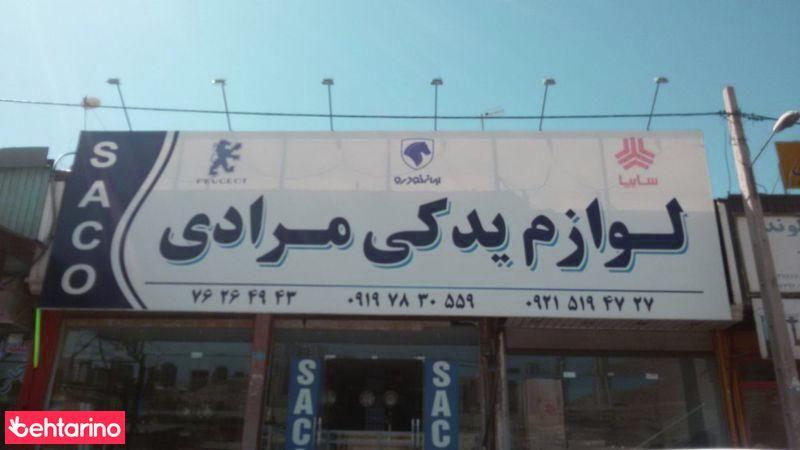 SACO
PEUGEOT
ایران‌خودرو
سایپا
لوازم یدکی مرادی
۰۹۲۱ ۵۱۹ ۴۷ ۲۷
۰۹۱۹ ۷۸ ۳۰ ۵۵۹
۷۶ ۲۶ ۴۹ ۴۳
SAC
SAC
behtarino